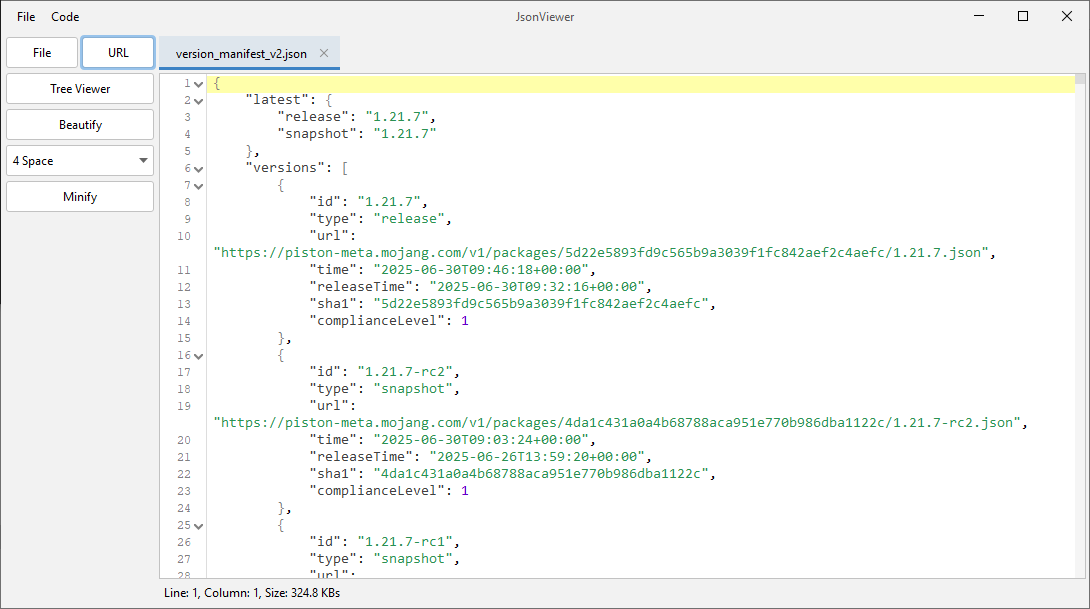 File Code JsonViewer
File URL version_manifest_v2.json
Tree Viewer
Beautify
4 Space
Minify
1 {
2 "latest": {
3 "release": "1.21.7",
4 "snapshot": "1.21.7"
5 },
6 "versions": [
7 {
8 "id": "1.21.7",
9 "type": "release",
10 "url":
"https://piston-meta.mojang.com/v1/packages/5d22e5893fd9c565b9a3039f1fc842aef2c4aefc/1.21.7.json",
11 "time": "2025-06-30T09:46:18+00:00",
12 "releaseTime": "2025-06-30T09:32:16+00:00",
13 "sha1": "5d22e5893fd9c565b9a3039f1fc842aef2c4aefc",
14 "complianceLevel": 1
15 },
16 {
17 "id": "1.21.7-rc2",
18 "type": "snapshot",
19 "url":
"https://piston-meta.mojang.com/v1/packages/4da1c431a0a4b68788aca951e770b986dba1122c/1.21.7-rc2.json",
20 "time": "2025-06-30T09:03:24+00:00",
21 "releaseTime": "2025-06-26T13:59:20+00:00",
22 "sha1": "4da1c431a0a4b68788aca951e770b986dba1122c",
23 "complianceLevel": 1
24 },
25 {
26 "id": "1.21.7-rc1",
27 "type": "snapshot",
28 "url":
Line: 1, Column: 1, Size: 324.8 KBs